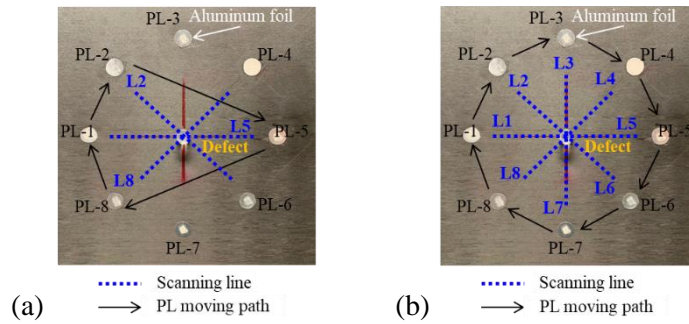 Aluminum foil
PL-3
PL-2
PL-4
L2
PL-1
L5
PL-5
Defect
L8
PL-8
PL-6
PL-7
Scanning line
PL moving path
(a)
Aluminum foil
PL-3
PL-2
PL-4
L3
L2
L4
PL-1
L1
L5
PL-5
Defect
L8
L6
PL-8
PL-6
L7
PL-7
Scanning line
PL moving path
(b)